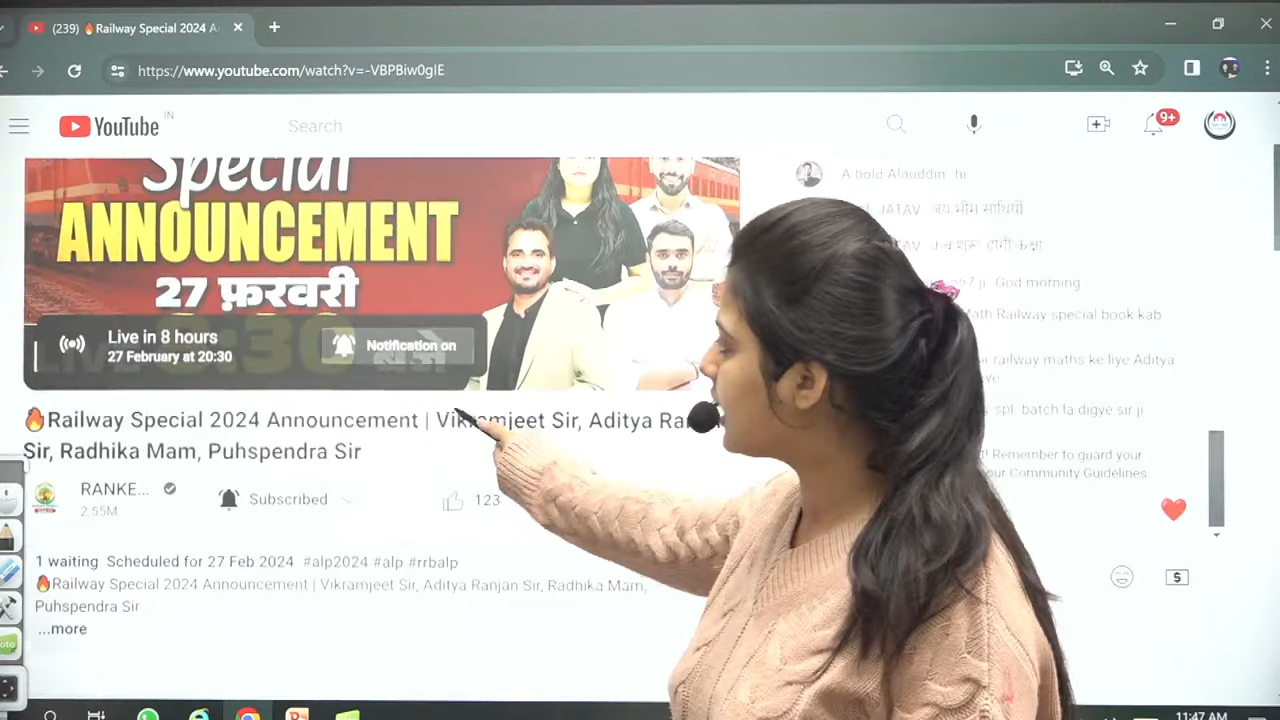 (239) 🔥Railway Special 2024 A
https://www.youtube.com/watch?v=-VBPBiw0gIE
YouTube IN
Search
9+
Special
ANNOUNCEMENT
27 फ़रवरी
Live in 8 hours
27 February at 20:30
Notification on
🔥Railway Special 2024 Announcement | Vikramjeet Sir, Aditya Ran
Sir, Radhika Mam, Puhspendra Sir
RANKE...
2.55M
Subscribed
123
1 waiting Scheduled for 27 Feb 2024 #alp2024 #alp #rrbalp
🔥Railway Special 2024 Announcement | Vikramjeet Sir, Aditya Ranjan Sir, Radhika Mam,
Puhspendra Sir
...more
A bold Alauddin hi
JATAV जय भीम साथियों
ji God morning
Math Railway special book kab
railway maths ke liye Aditya
spl. batch la digye sir ji
Remember to guard your
our Community Guidelines.
11:47 AM